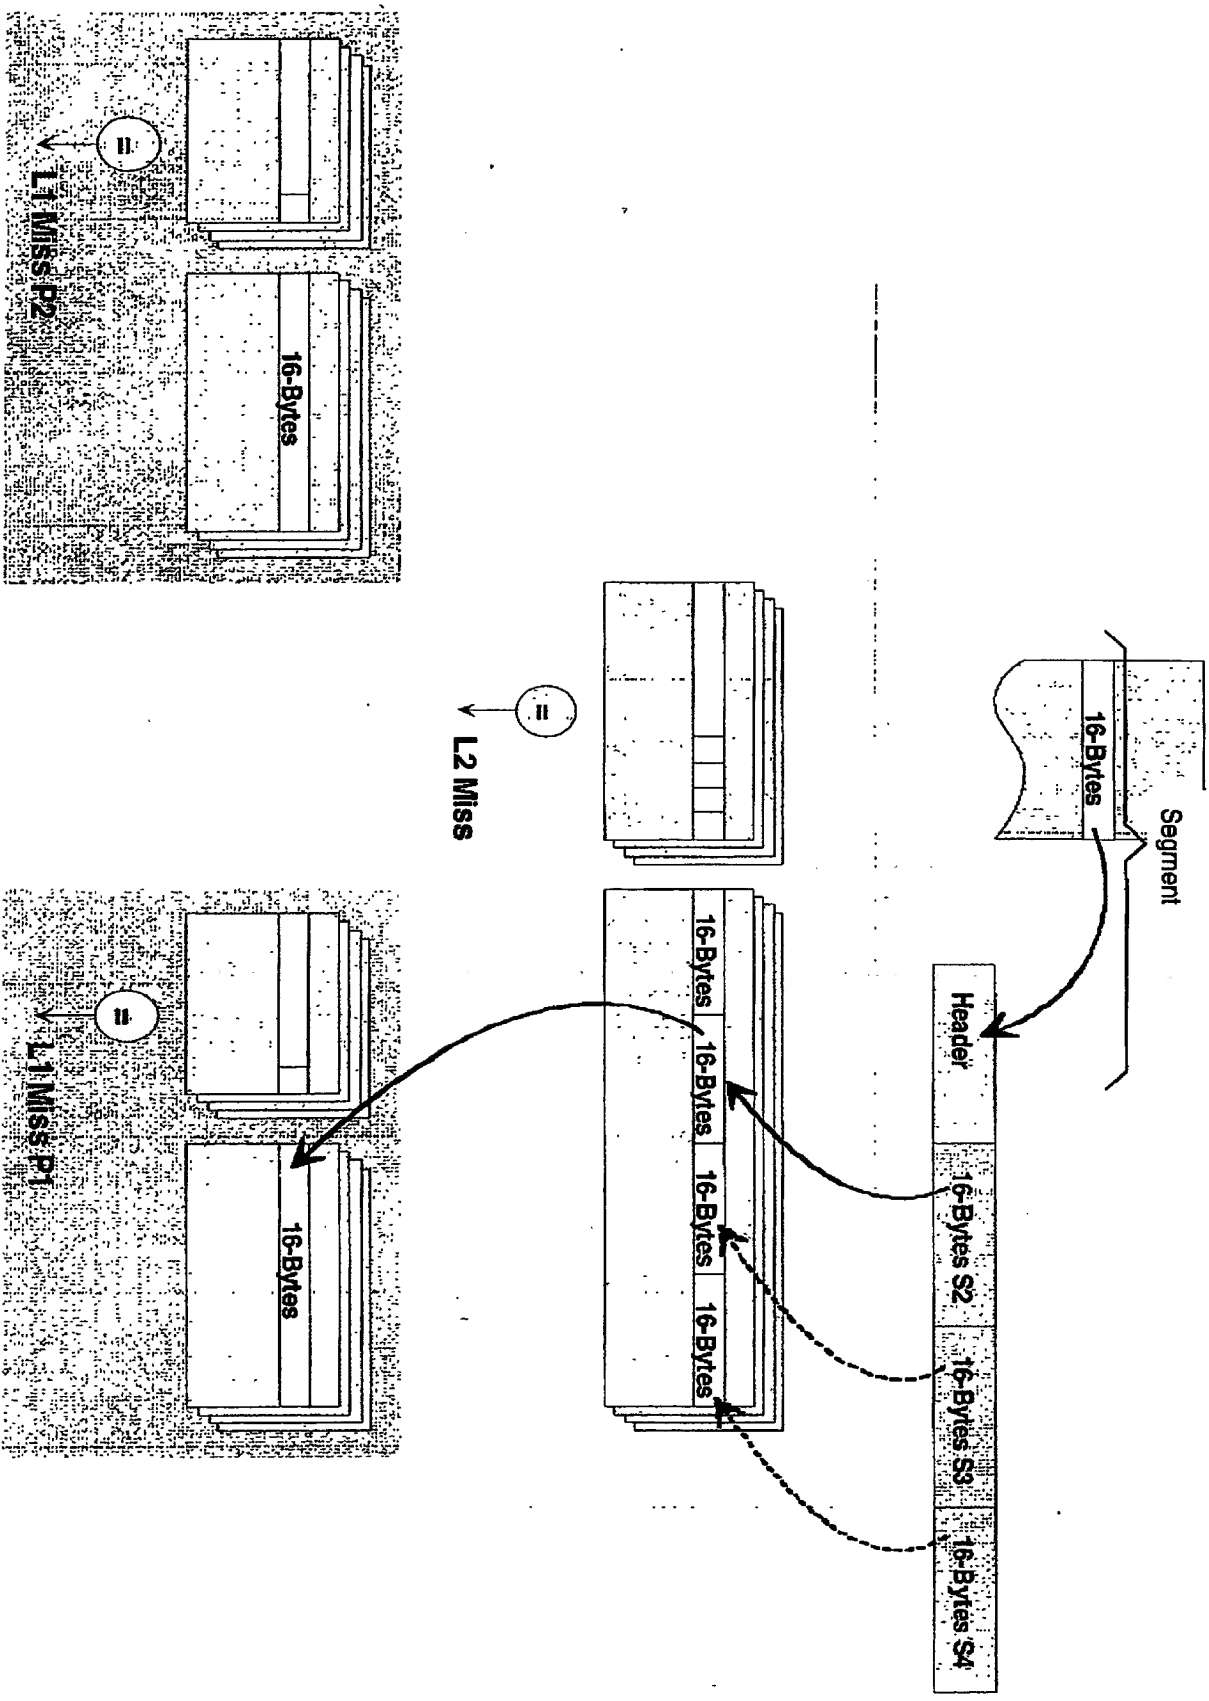 Segment
16-Bytes
Header
16-Bytes S2
16-Bytes S3
16-Bytes S4
=
L2 Miss
16-Bytes
16-Bytes
16-Bytes
16-Bytes
=
L1 Miss P2
16-Bytes
=
L1 Miss P1
16-Bytes